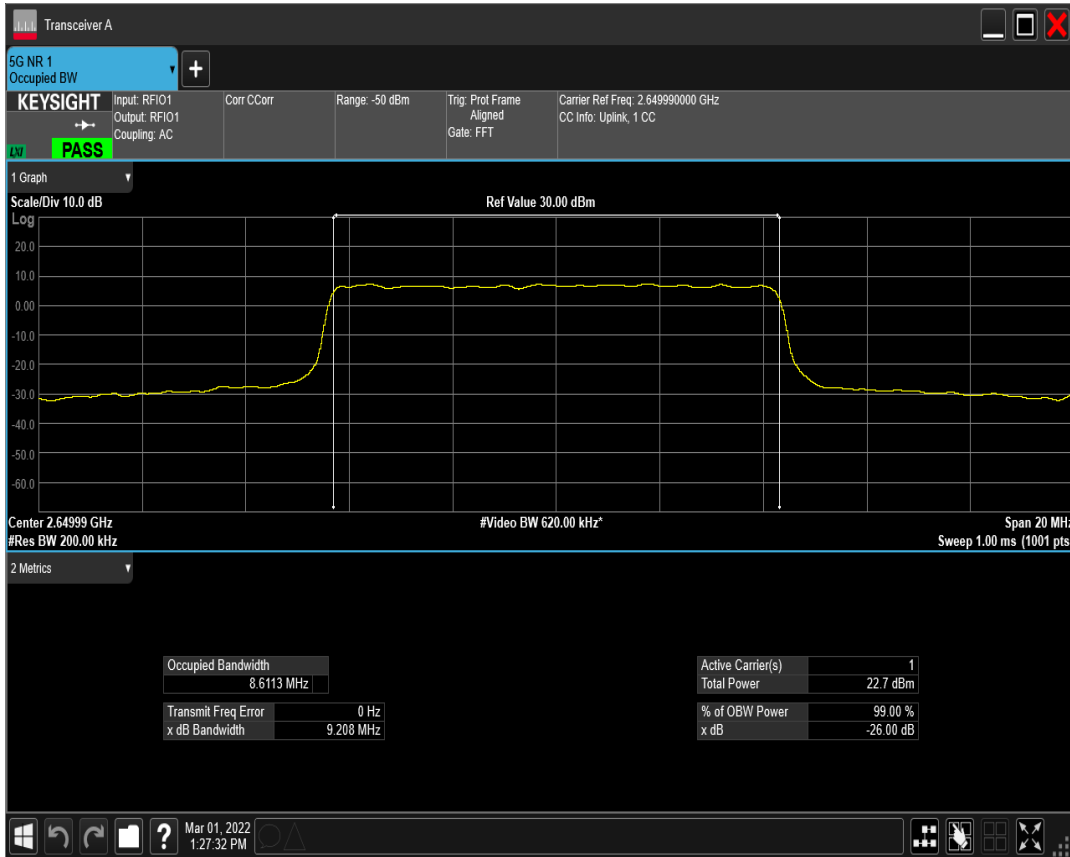 Transceiver A
5G NR 1
Occupied BW
+
KEYSIGHT
LXI
PASS
Input: RFIO1
Output: RFIO1
Coupling: AC
Corr CCorr
Range: -50 dBm
Trig: Prot Frame
Aligned
Gate: FFT
Carrier Ref Freq: 2.649990000 GHz
CC Info: Uplink, 1 CC
1 Graph
Scale/Div 10.0 dB
Ref Value 30.00 dBm
Log
20.0
10.0
0.00
-10.0
-20.0
-30.0
-40.0
-50.0
-60.0
Center 2.64999 GHz
#Video BW 620.00 kHz*
Span 20 MHz
#Res BW 200.00 kHz
Sweep 1.00 ms (1001 pts
2 Metrics
Occupied Bandwidth
8.6113 MHz
Transmit Freq Error 0 Hz
x dB Bandwidth 9.208 MHz
Active Carrier(s) 1
Total Power 22.7 dBm
% of OBW Power 99.00 %
x dB -26.00 dB
?
Mar 01, 2022
1:27:32 PM